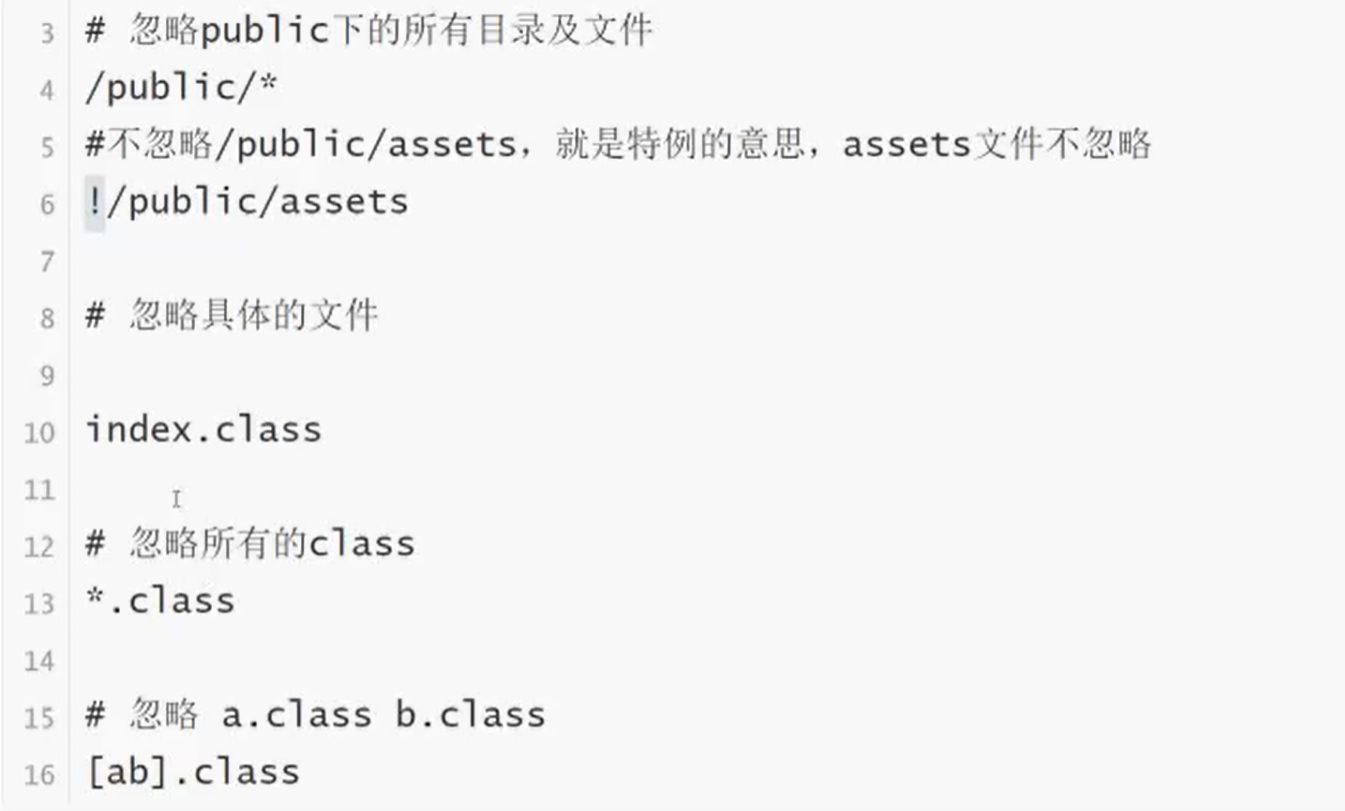 3 # 忽略public下的所有目录及文件
4 /public/*
5 #不忽略/public/assets，就是特例的意思，assets文件不忽略
6 !/public/assets
7
8 # 忽略具体的文件
9
10 index.class
11
12 # 忽略所有的class
13 *.class
14
15 # 忽略 a.class b.class
16 [ab].class